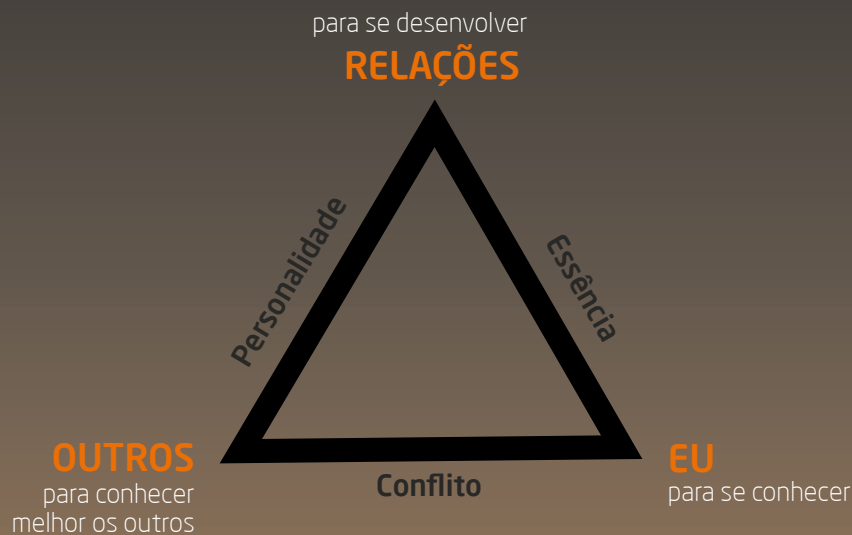 para se desenvolver
RELAÇÕES
Personalidade
Essência
OUTROS
para conhecer
melhor os outros
Conflito
EU
para se conhecer